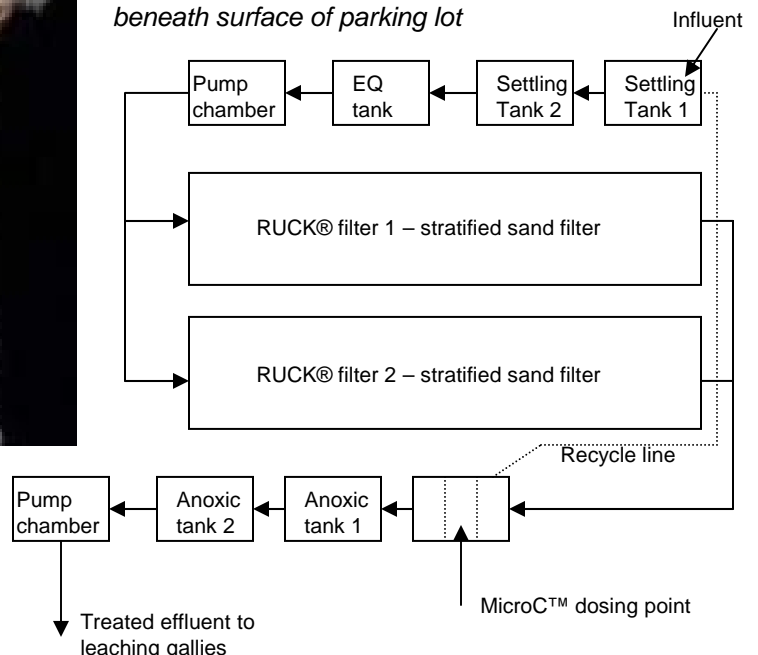 beneath surface of parking lot
Influent
Pump
chamber
EQ
tank
Settling
Tank 2
Settling
Tank 1
RUCK® filter 1 – stratified sand filter
RUCK® filter 2 – stratified sand filter
Recycle line
Pump
chamber
Anoxic
tank 2
Anoxic
tank 1
MicroC™ dosing point
Treated effluent to
leaching gallies